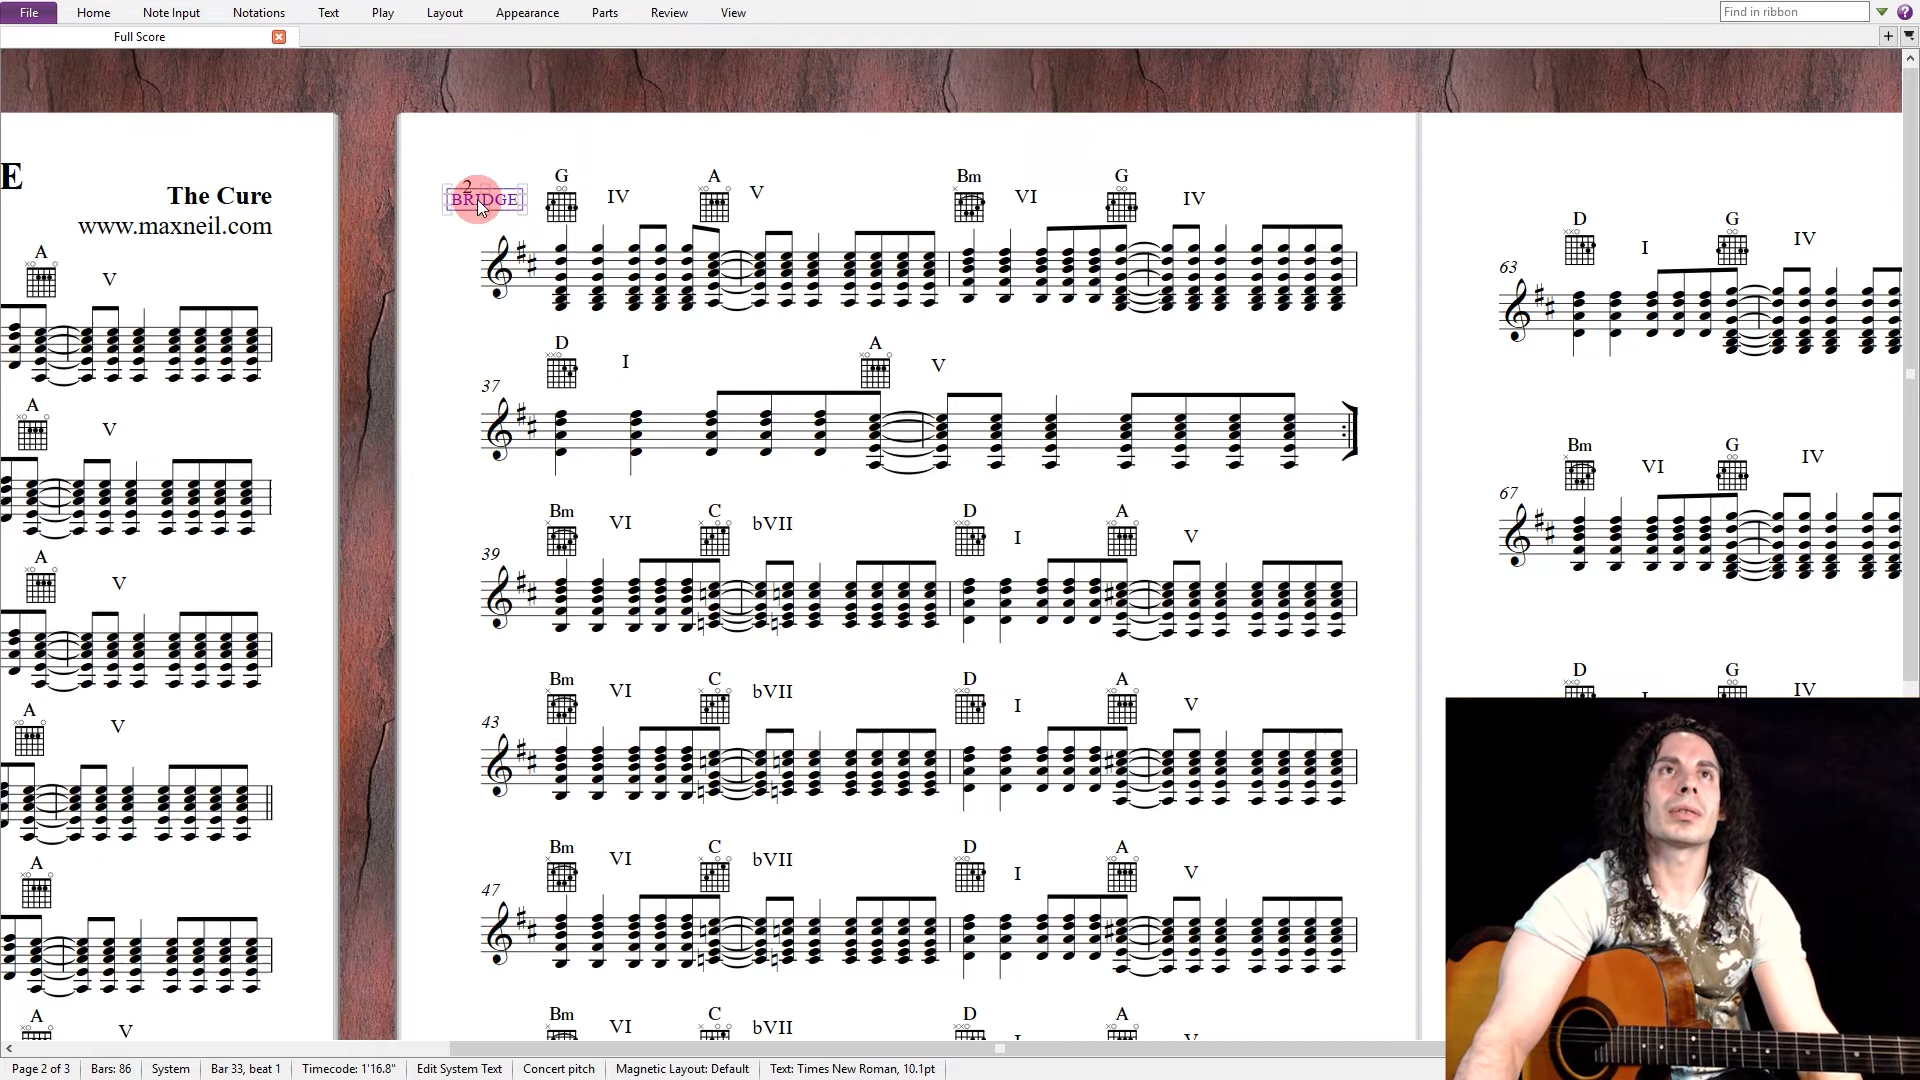 File Home Note Input Notations Text Play Layout Appearance Parts Review View Find in ribbon
Full Score
E
The Cure
www.maxneil.com
A V
A V
A V
A V
A V
A V
2
BRIDGE G IV A V Bm VI G IV
D I A V
37
Bm VI C bVII D I A V
39
Bm VI C bVII D I A V
43
Bm VI C bVII D I A V
47
Bm VI C bVII D I A V
D I G IV
63
Bm VI G IV
67
D I G IV
Page 2 of 3 Bars: 86 System Bar 33, beat 1 Timecode: 1'16.8" Edit System Text Concert pitch Magnetic Layout: Default Text: Times New Roman, 10.1pt